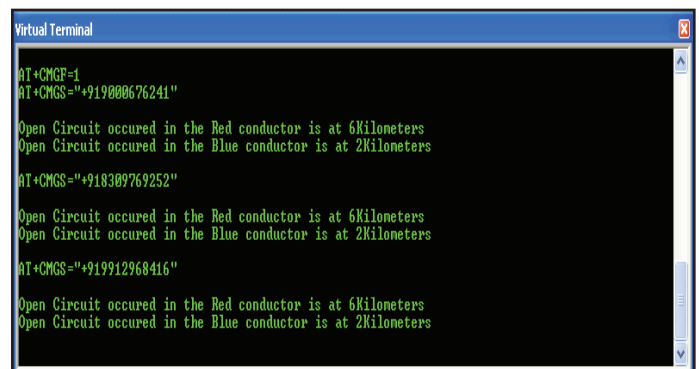 Virtual Terminal
AT+CMGF=1
AT+CMGS="+919000676241"
Open Circuit occured in the Red conductor is at 6Kilometers
Open Circuit occured in the Blue conductor is at 2Kilometers
AT+CMGS="+918309769252"
Open Circuit occured in the Red conductor is at 6Kilometers
Open Circuit occured in the Blue conductor is at 2Kilometers
AT+CMGS="+919912968416"
Open Circuit occured in the Red conductor is at 6Kilometers
Open Circuit occured in the Blue conductor is at 2Kilometers